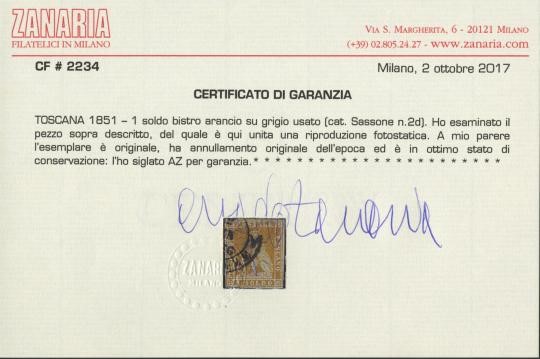 ZANARIA
FILATELICI IN MILANO
VIA S. MARGHERITA, 6 - 20121 MILANO
(+39) 02.805.24.27 - www.zanaria.com
CF # 2234
Milano, 2 ottobre 2017
CERTIFICATO DI GARANZIA
TOSCANA 1851 – 1 soldo bistro arancio su grigio usato (cat. Sassone n.2d). Ho esaminato il
pezzo sopra descritto, del quale è qui unita una riproduzione fotostatica. A mio parere
l'esemplare è originale, ha annullamento originale dell'epoca ed è in ottimo stato di
conservazione: l'ho siglato AZ per garanzia. * * * * * * * * * * * * * * * * * * * * * * * *
ZANARIA
MILANO
SOLDO